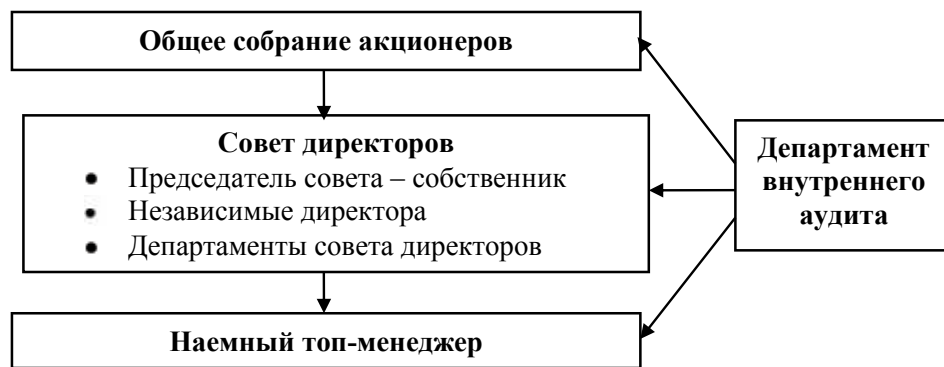 Общее собрание акционеров
Совет директоров
● Председатель совета – собственник
● Независимые директора
● Департаменты совета директоров
Департамент
внутреннего
аудита
Наемный топ-менеджер